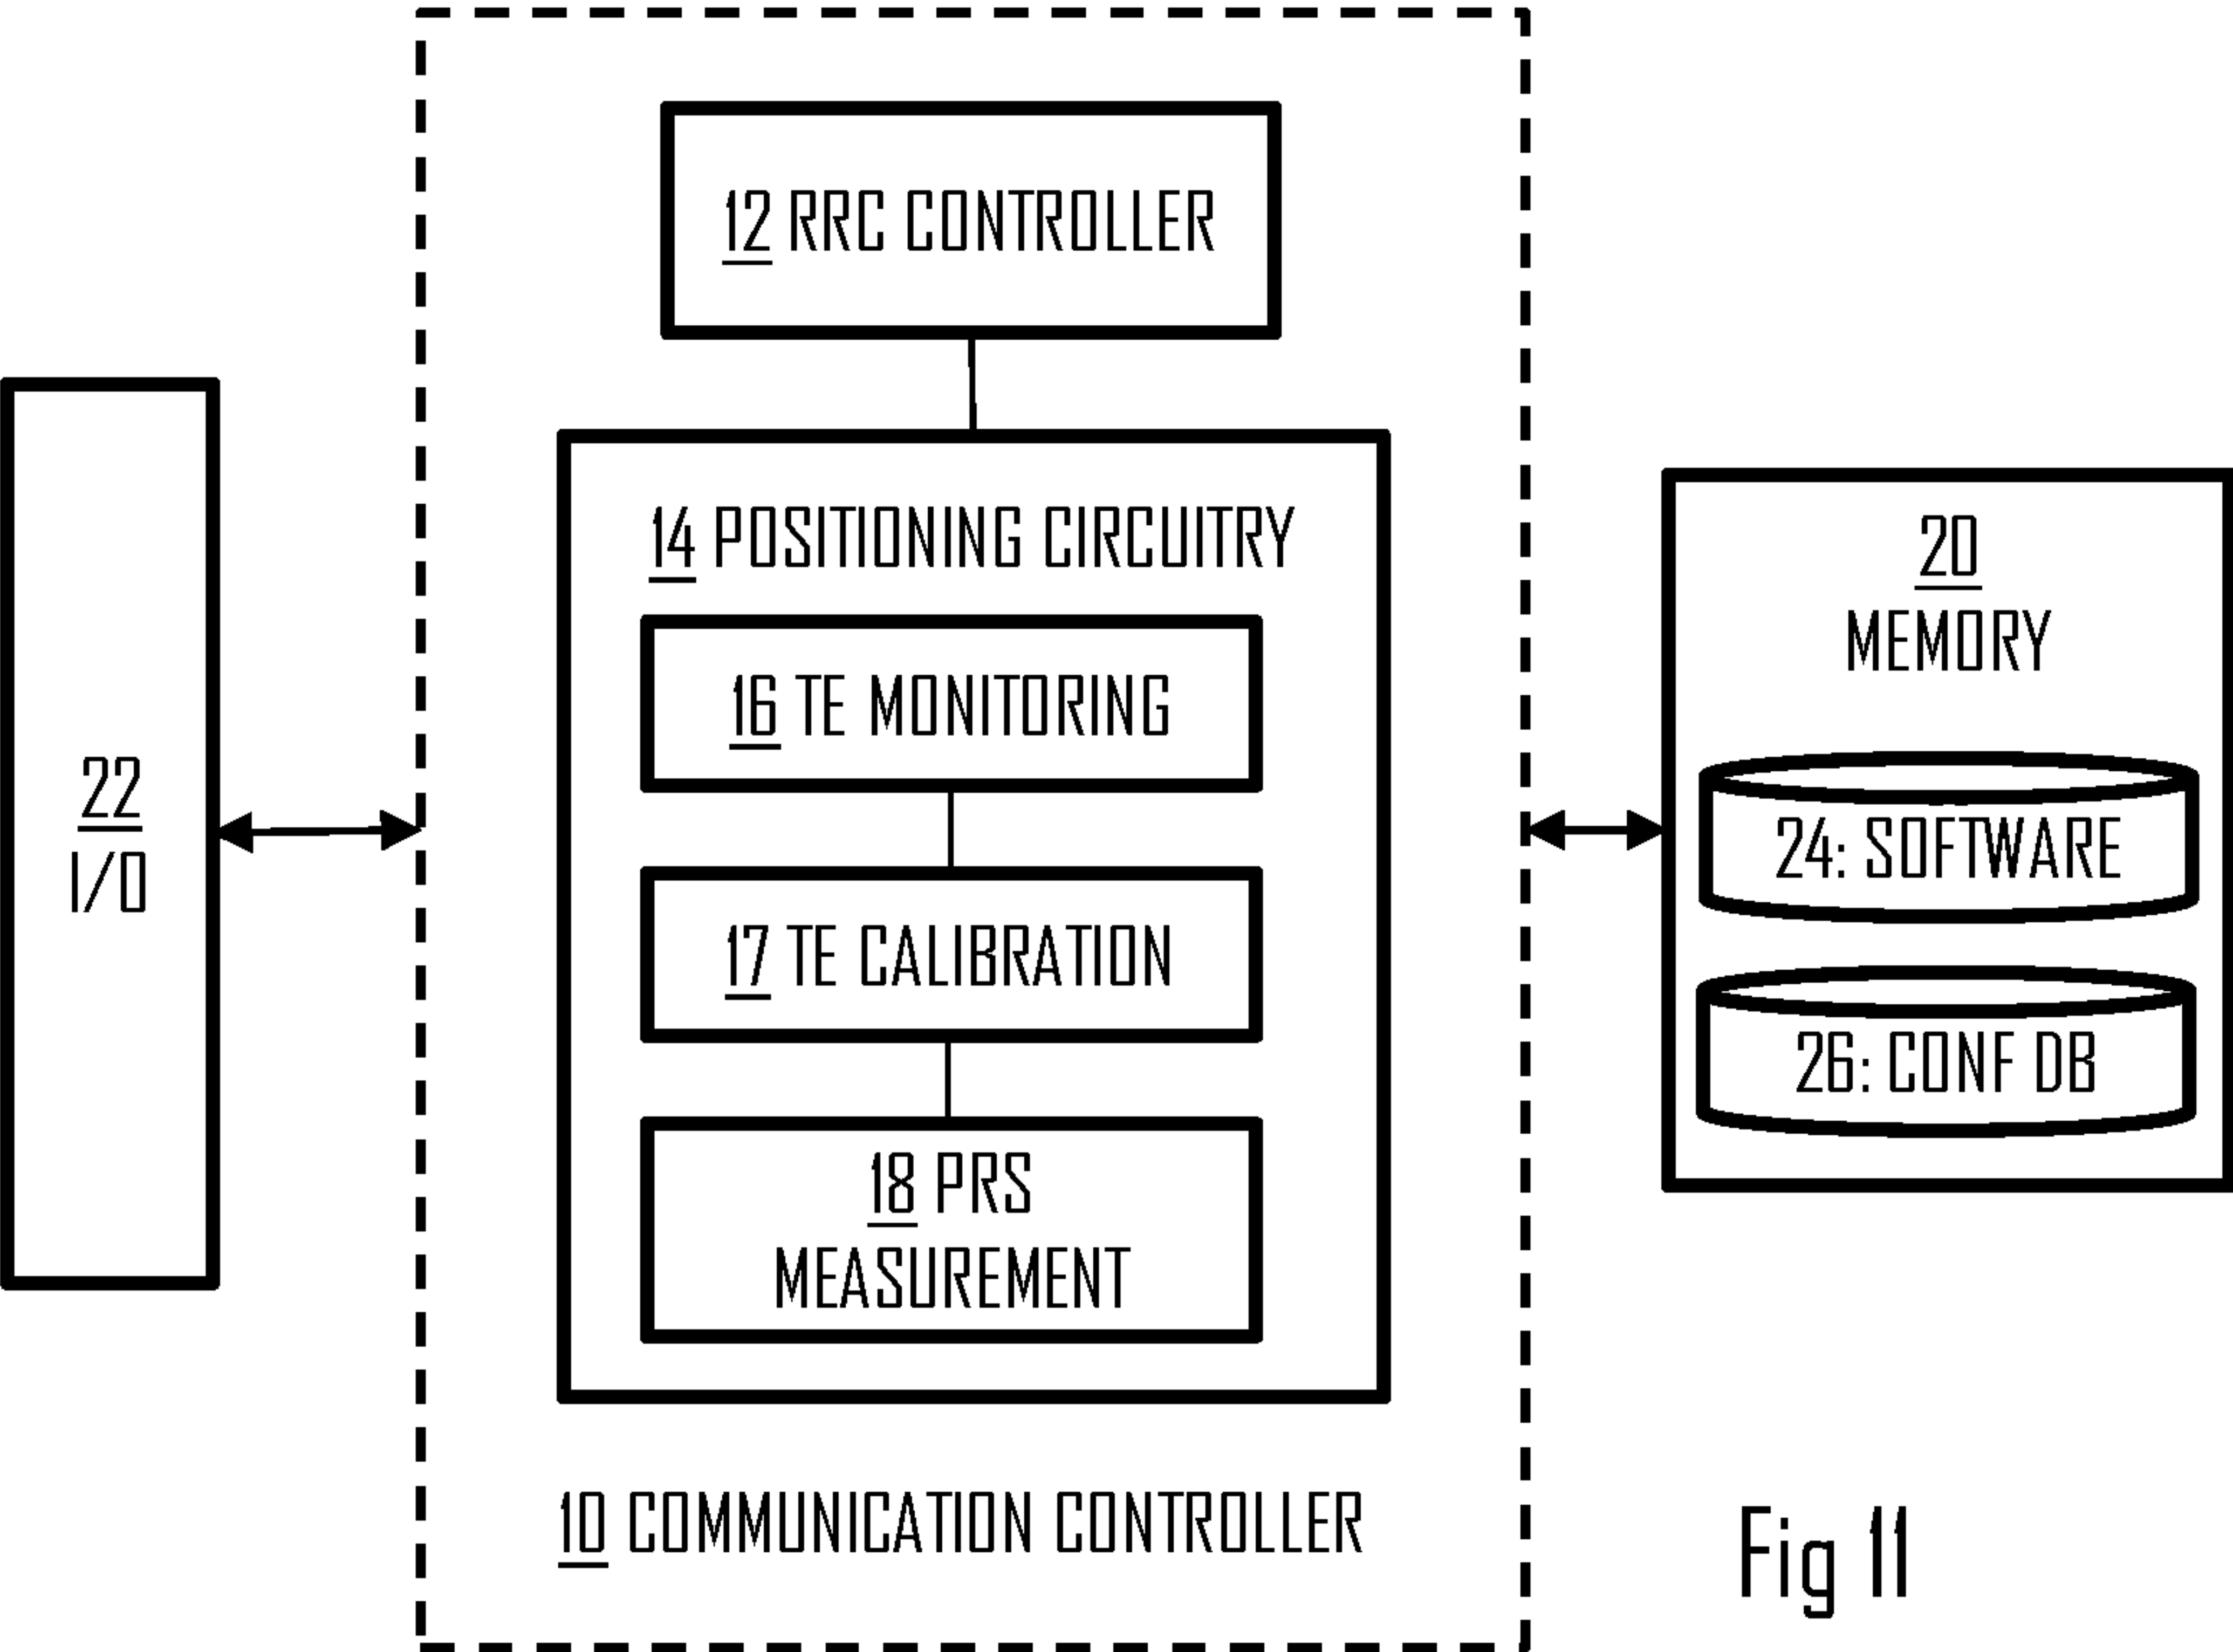 12 RRC CONTROLLER
14 POSITIONING CIRCUITRY
16 TE MONITORING
17 TE CALIBRATION
18 PRS
MEASUREMENT
10 COMMUNICATION CONTROLLER
22
I/O
20
MEMORY
24: SOFTWARE
26: CONF DB
Fig 11